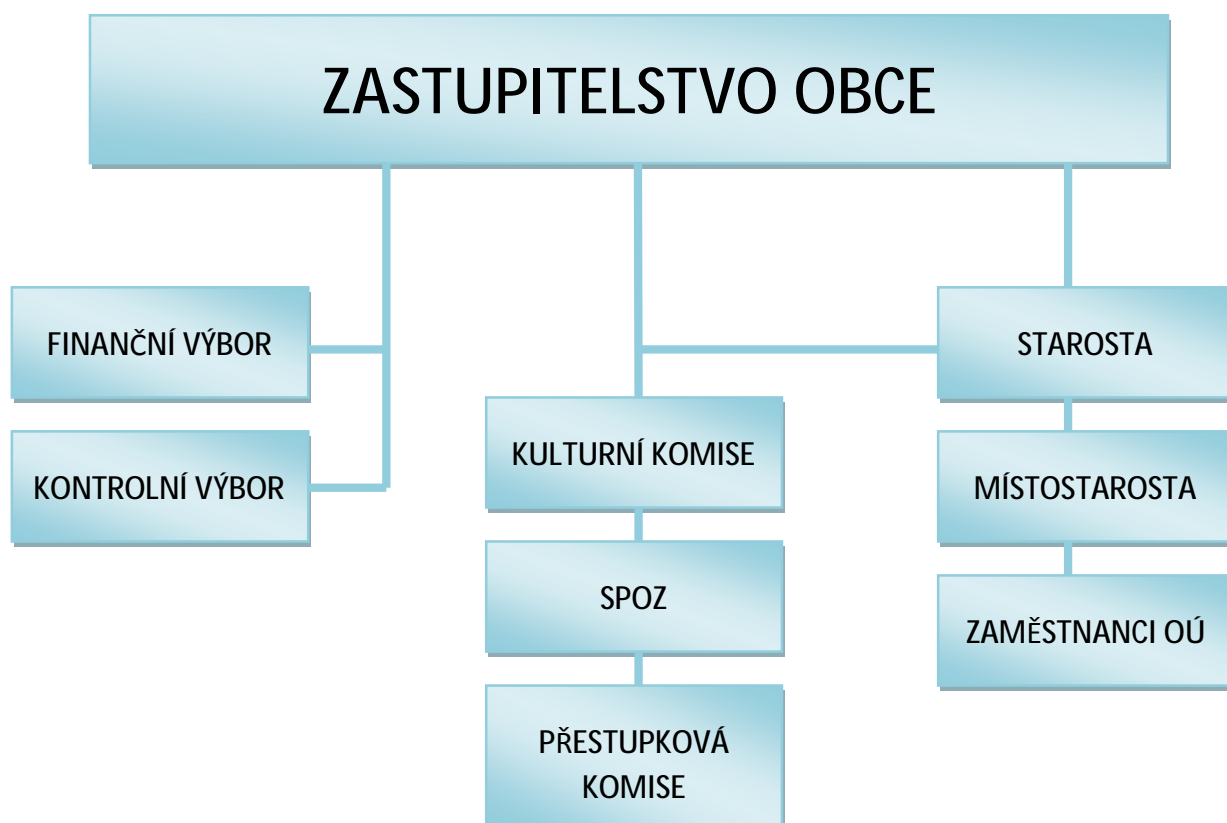 ZASTUPITELSTVO OBCE
FINANČNÍ VÝBOR
KONTROLNÍ VÝBOR
KULTURNÍ KOMISE
SPOZ
PŘESTUPKOVÁ
KOMISE
STAROSTA
MÍSTOSTAROSTA
ZAMĚSTNANCI OÚ